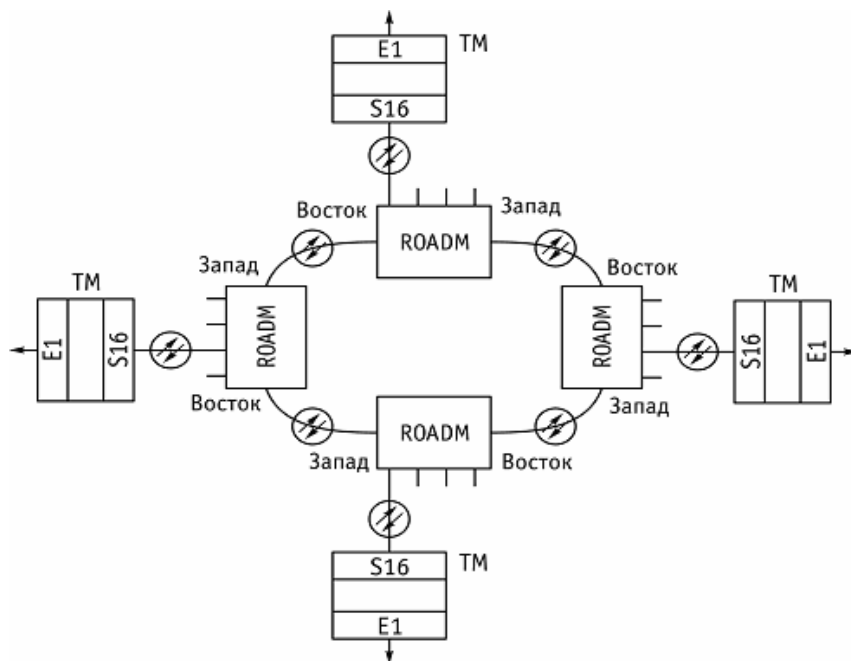 E1
TM
S16
Восток
Запад
ROADM
Запад
Восток
TM
TM
E1
S16
ROADM
ROADM
S16
E1
Восток
Запад
ROADM
Запад
Восток
S16
TM
E1